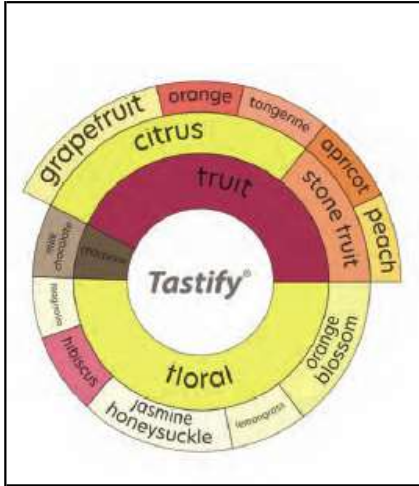 grapefruit
orange
tangerine
citrus
apricot
fruit
stone fruit
peach
milk
chocolate
Tastify®
hibiscus
floral
orange
blossom
jasmine
honeysuckle
lemongrass